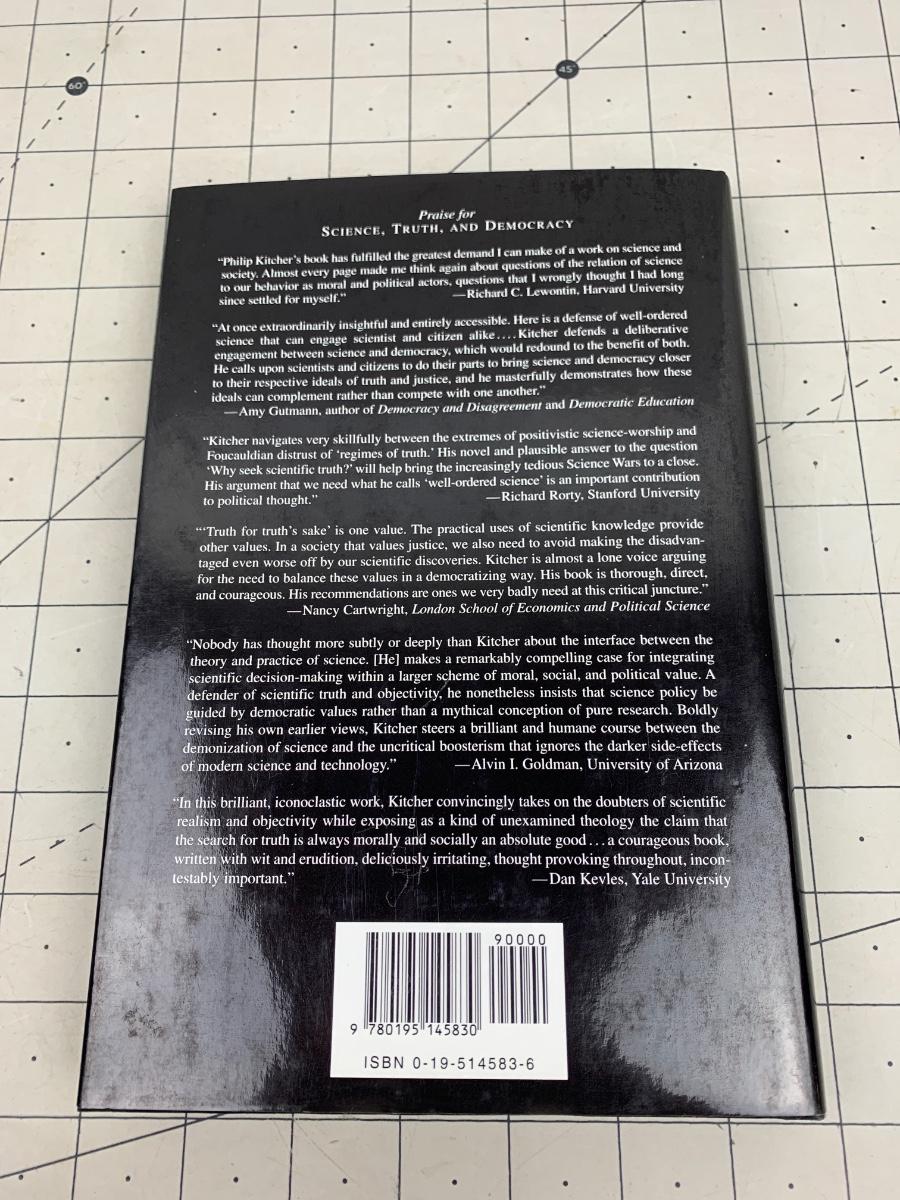 60°
45°
Praise for
SCIENCE, TRUTH, AND DEMOCRACY
“Philip Kitcher’s book has fulfilled the greatest demand I can make of a work on science and
society. Almost every page made me think again about questions of the relation of science
to our behavior as moral and political actors, questions that I wrongly thought I had long
since settled for myself.” —Richard C. Lewontin, Harvard University
“At once extraordinarily insightful and entirely accessible. Here is a defense of well-ordered
science that can engage scientist and citizen alike....Kitcher defends a deliberative
engagement between science and democracy, which would redound to the benefit of both.
He calls upon scientists and citizens to do their parts to bring science and democracy closer
to their respective ideals of truth and justice, and he masterfully demonstrates how these
ideals can complement rather than compete with one another.”
—Amy Gutmann, author of Democracy and Disagreement and Democratic Education
“Kitcher navigates very skillfully between the extremes of positivistic science-worship and
Foucauldian distrust of ‘regimes of truth.’ His novel and plausible answer to the question
‘Why seek scientific truth?’ will help bring the increasingly tedious Science Wars to a close.
His argument that we need what he calls ‘well-ordered science’ is an important contribution
to political thought.” —Richard Rorty, Stanford University
“‘Truth for truth’s sake’ is one value. The practical uses of scientific knowledge provide
other values. In a society that values justice, we also need to avoid making the disadvan-
taged even worse off by our scientific discoveries. Kitcher is almost a lone voice arguing
for the need to balance these values in a democratizing way. His book is thorough, direct,
and courageous. His recommendations are ones we very badly need at this critical juncture.”
—Nancy Cartwright, London School of Economics and Political Science
“Nobody has thought more subtly or deeply than Kitcher about the interface between the
theory and practice of science. [He] makes a remarkably compelling case for integrating
scientific decision-making within a larger scheme of moral, social, and political value. A
defender of scientific truth and objectivity, he nonetheless insists that science policy be
guided by democratic values rather than a mythical conception of pure research. Boldly
revising his own earlier views, Kitcher steers a brilliant and humane course between the
demonization of science and the uncritical boosterism that ignores the darker side-effects
of modern science and technology.” —Alvin I. Goldman, University of Arizona
“In this brilliant, iconoclastic work, Kitcher convincingly takes on the doubters of scientific
realism and objectivity while exposing as a kind of unexamined theology the claim that
the search for truth is always morally and socially an absolute good...a courageous book,
written with wit and erudition, deliciously irritating, thought provoking throughout, incon-
testably important.” —Dan Kevles, Yale University
90000
9 780195 145830
ISBN 0-19-514583-6